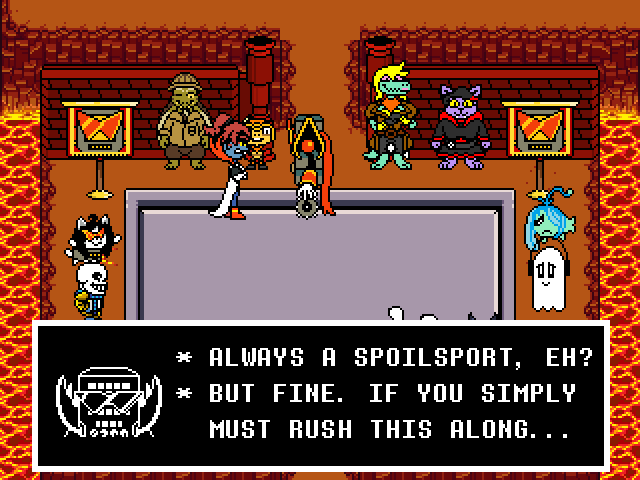 * ALWAYS A SPOILSPORT, EH?
* BUT FINE. IF YOU SIMPLY
MUST RUSH THIS ALONG...